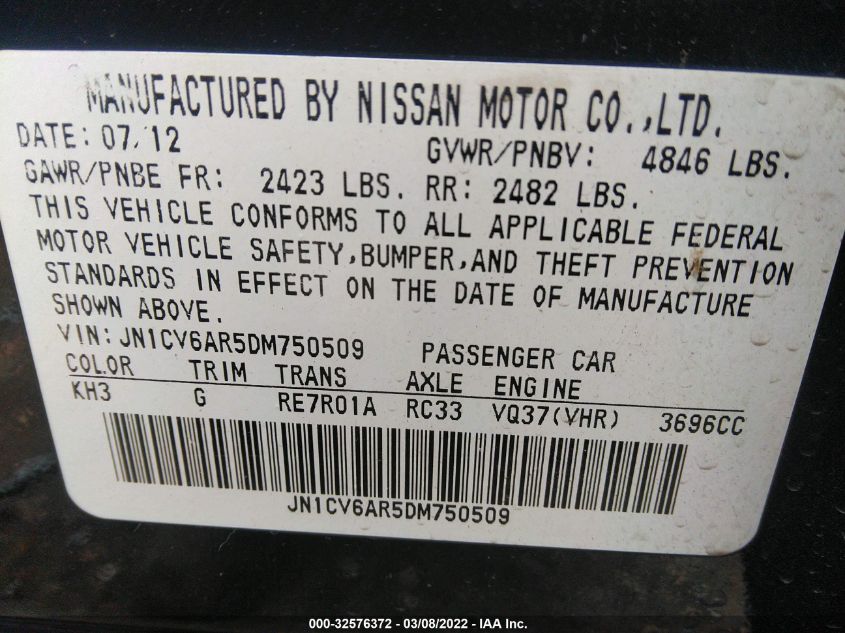 MANUFACTURED BY NISSAN MOTOR CO.,LTD.
DATE: 07/12 GVWR/PNBV: 4846 LBS.
GAWR/PNBE FR: 2423 LBS. RR: 2482 LBS.
THIS VEHICLE CONFORMS TO ALL APPLICABLE FEDERAL
MOTOR VEHICLE SAFETY,BUMPER,AND THEFT PREVENTION
STANDARDS IN EFFECT ON THE DATE OF MANUFACTURE
SHOWN ABOVE.
VIN:JN1CV6AR5DM750509 PASSENGER CAR
COLOR TRIM TRANS AXLE ENGINE
KH3 G RE7R01A RC33 VQ37(VHR) 3696CC
JN1CV6AR5DM750509
000-32576372 - 03/08/2022 - IAA Inc.